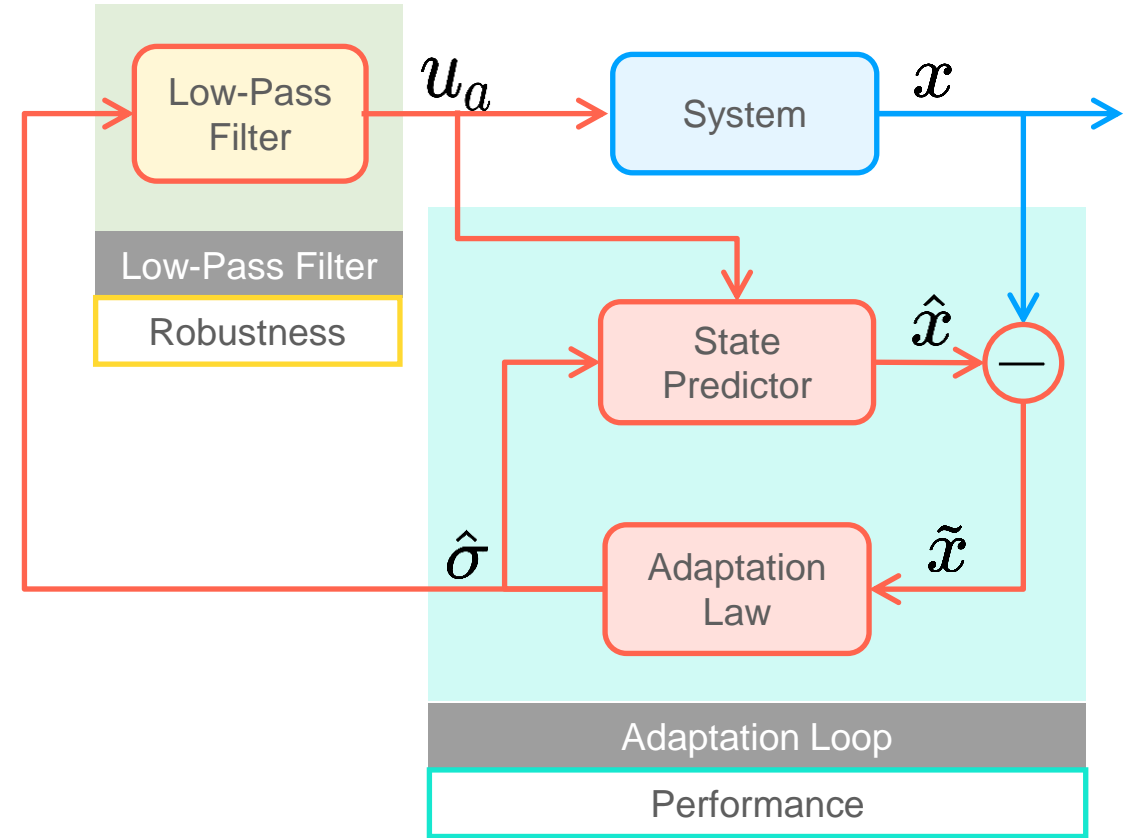 Low-Pass
Filter
u_a
System
x
Low-Pass Filter
Robustness
State
Predictor
x̂
—
σ̂
Adaptation
Law
x̃
Adaptation Loop
Performance